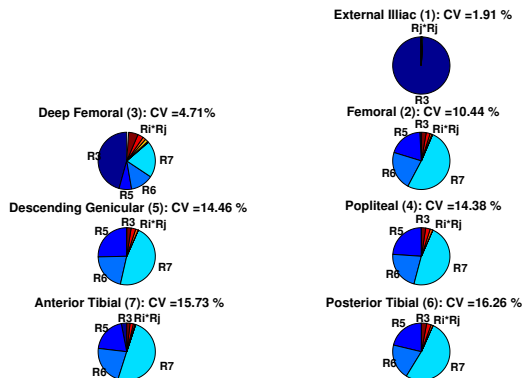 External Illiac (1): CV =1.91 %
Rj*Rj
R3
Deep Femoral (3): CV =4.71%
Ri*Rj
R3
R7
R6
R5
Femoral (2): CV =10.44 %
R3
Ri*Rj
R5
R6
R7
Descending Genicular (5): CV =14.46 %
R3
Ri*Rj
R5
R6
R7
Popliteal (4): CV =14.38 %
R3
Ri*Rj
R5
R6
R7
Anterior Tibial (7): CV =15.73 %
R3
Ri*Rj
R5
R6
R7
Posterior Tibial (6): CV =16.26 %
R3
Ri*Rj
R5
R6
R7